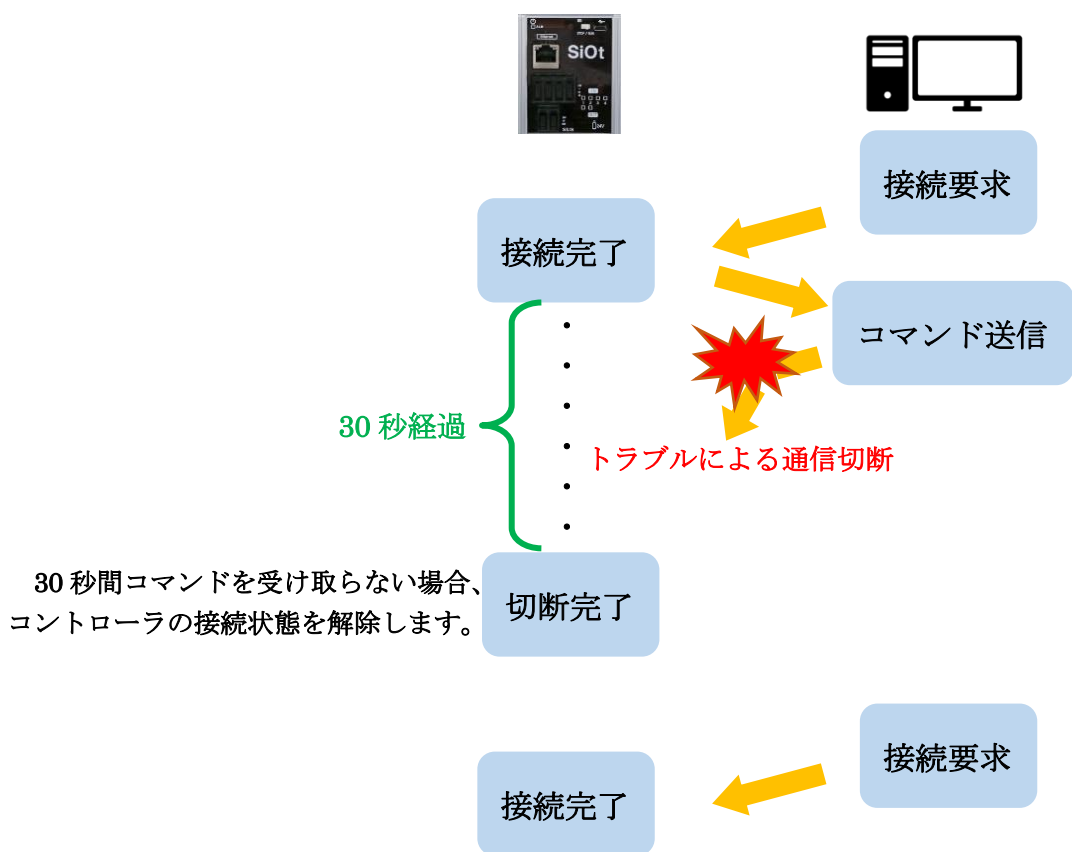 Ethernet
SiOt
24V
接続要求
接続完了
コマンド送信
30 秒経過
トラブルによる通信切断
30 秒間コマンドを受け取らない場合、
コントローラの接続状態を解除します。
切断完了
接続要求
接続完了